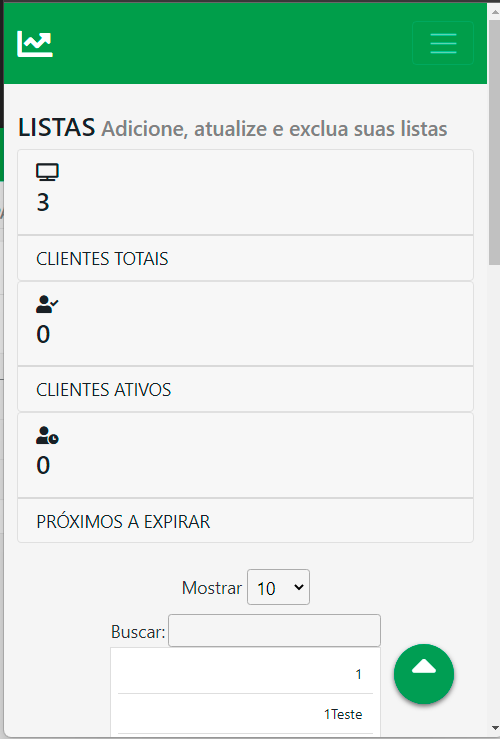 LISTAS Adicione, atualize e exclua suas listas
3
CLIENTES TOTAIS
0
CLIENTES ATIVOS
0
PRÓXIMOS A EXPIRAR
Mostrar 10
Buscar:
1
1Teste